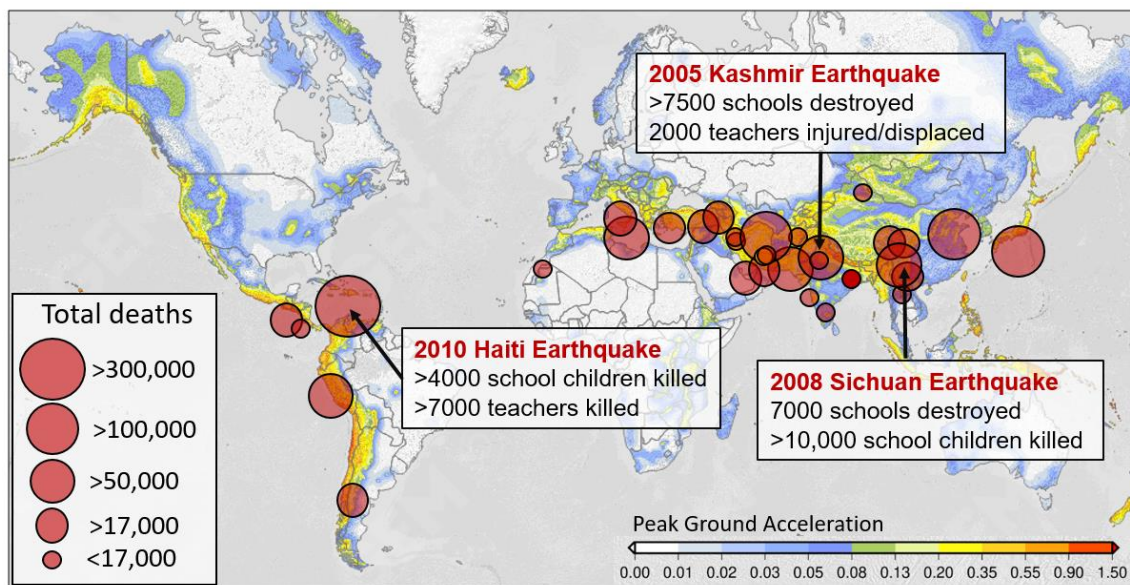 2005 Kashmir Earthquake
>7500 schools destroyed
2000 teachers injured/displaced
Total deaths
>300,000
>100,000
>50,000
>17,000
<17,000
2010 Haiti Earthquake
>4000 school children killed
>7000 teachers killed
2008 Sichuan Earthquake
7000 schools destroyed
>10,000 school children killed
Peak Ground Acceleration
0.00 0.01 0.02 0.03 0.05 0.08 0.13 0.20 0.35 0.55 0.90 1.50